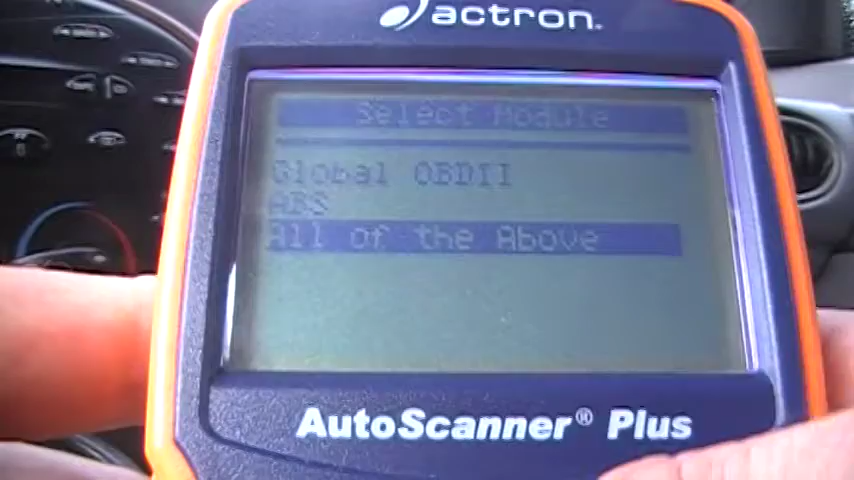 actron.
Select Module
Global OBDII
ABS
All of the Above
AutoScanner® Plus